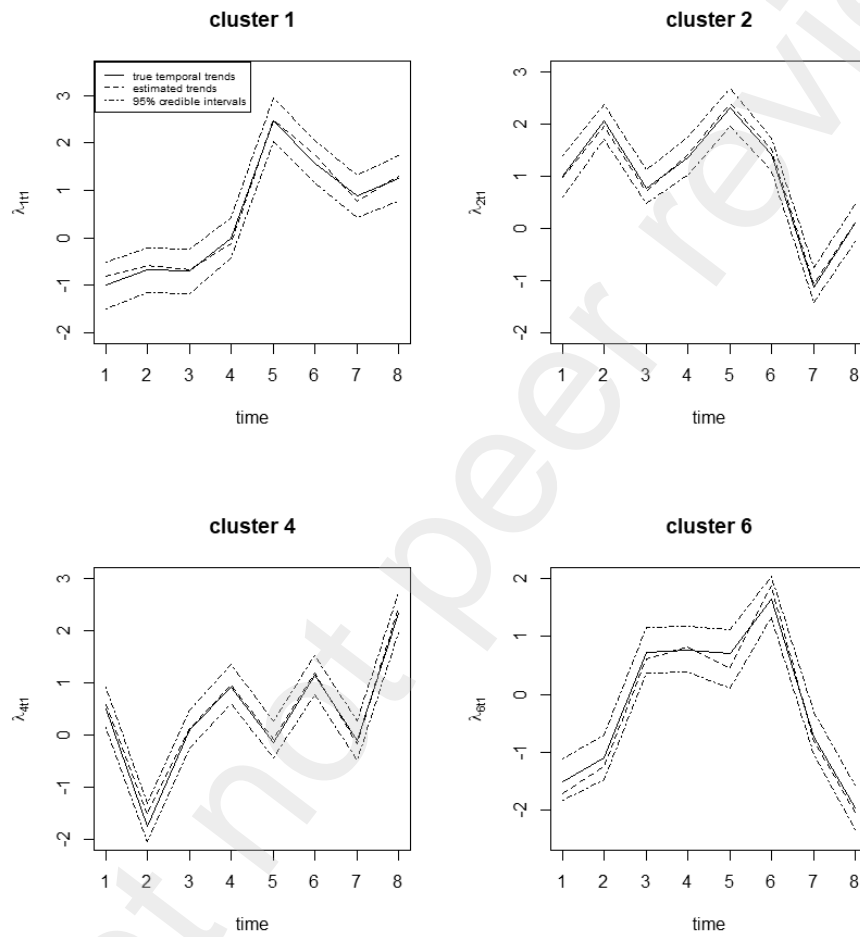 cluster 1
true temporal trends
estimated trends
95% credible intervals
3
2
1
0
-1
-2
λ1t1
1 2 3 4 5 6 7 8
time
cluster 2
3
2
1
0
-1
-2
λ2t1
1 2 3 4 5 6 7 8
time
cluster 4
3
2
1
0
-1
-2
λ4t1
1 2 3 4 5 6 7 8
time
cluster 6
2
1
0
-1
-2
λ6t1
1 2 3 4 5 6 7 8
time
not peer